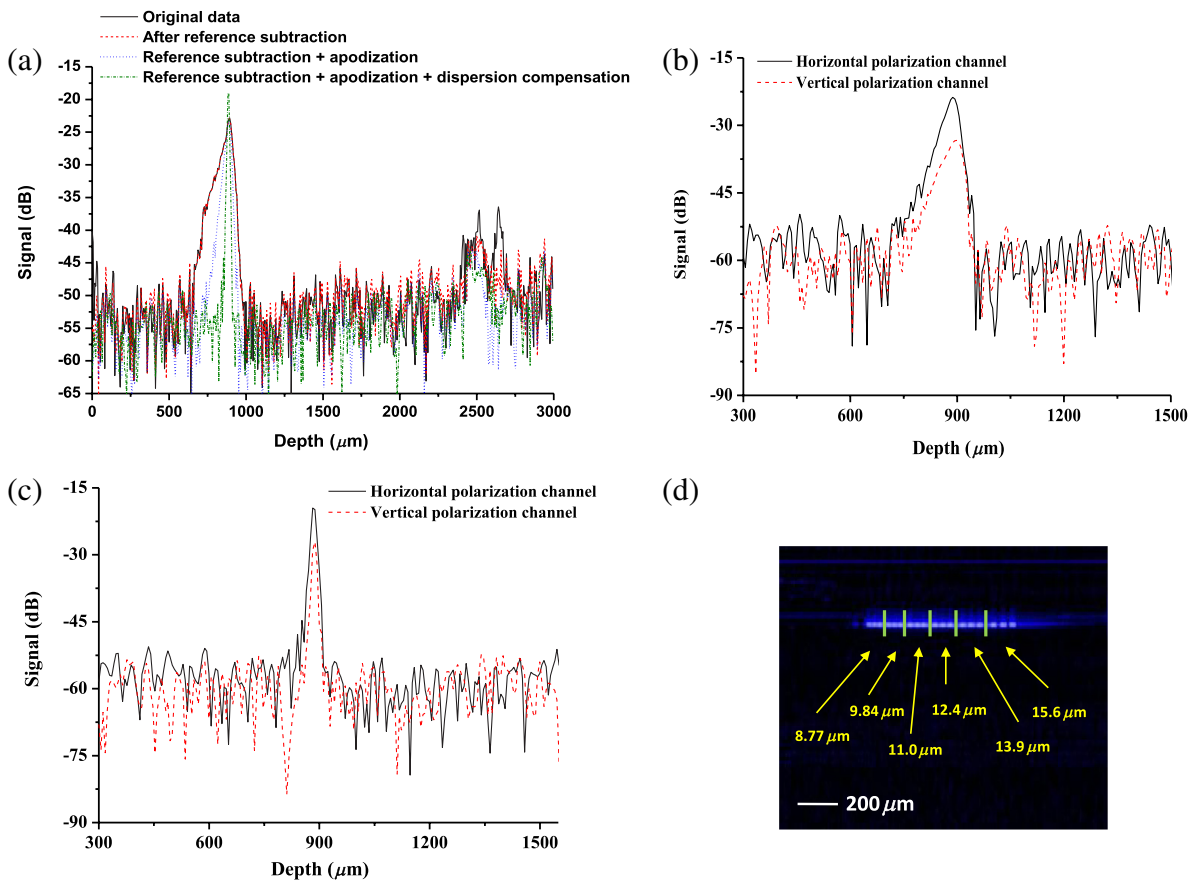 Original data
After reference subtraction
Reference subtraction + apodization
Reference subtraction + apodization + dispersion compensation
(a)
-15
-20
-25
-30
-35
-40
-45
-50
-55
-60
-65
Signal (dB)
0 500 1000 1500 2000 2500 3000
Depth (μm)
(b)
Horizontal polarization channel
Vertical polarization channel
-15
-30
-45
-60
-75
-90
Signal (dB)
300 600 900 1200 1500
Depth (μm)
(c)
Horizontal polarization channel
Vertical polarization channel
-15
-30
-45
-60
-75
-90
Signal (dB)
300 600 900 1200 1500
Depth (μm)
(d)
8.77 μm
9.84 μm
11.0 μm
12.4 μm
13.9 μm
15.6 μm
200 μm